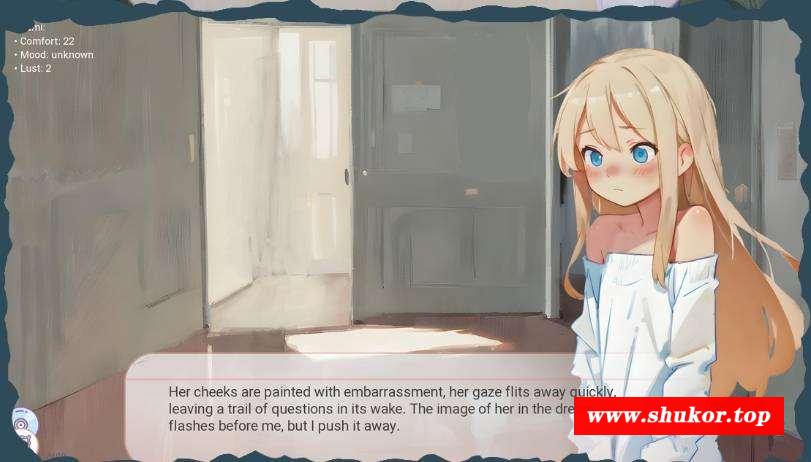 • Comfort: 22
• Mood: unknown
• Lust: 2
Her cheeks are painted with embarrassment, her gaze flits away quickly,
leaving a trail of questions in its wake. The image of her in the
flashes before me, but I push it away.
www.shukor.top